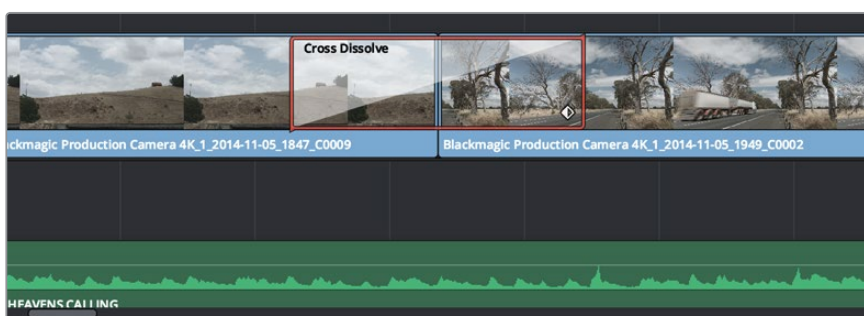 Cross Dissolve
ackmagic Production Camera 4K_1_2014-11-05_1847_C0009
Blackmagic Production Camera 4K_1_2014-11-05_1949_C0002
HEAVENS CALLING